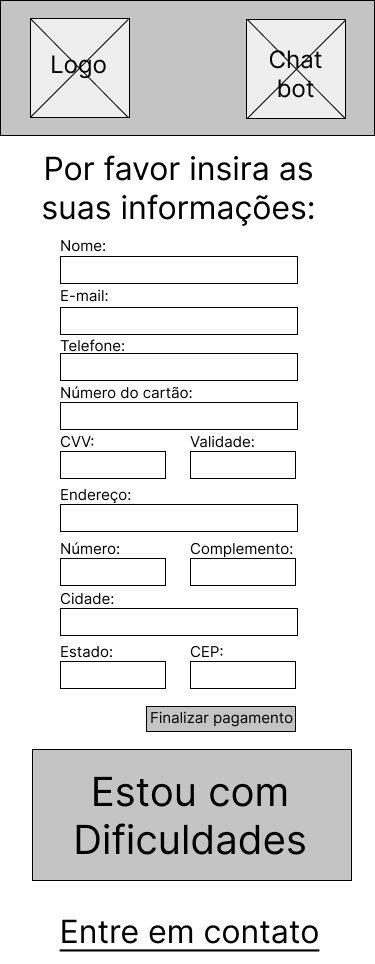 Logo
Chat
bot
Por favor insira as
suas informações:
Nome:
E-mail:
Telefone:
Número do cartão:
CVV: Validade:
Endereço:
Número: Complemento:
Cidade:
Estado: CEP:
Finalizar pagamento
Estou com
Dificuldades
Entre em contato